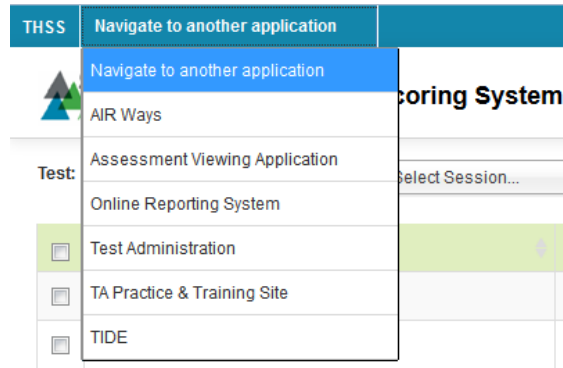 THSS Navigate to another application
Navigate to another application
AIR Ways
Assessment Viewing Application
Online Reporting System
Test Administration
TA Practice & Training Site
TIDE
System
Test:
Select Session...